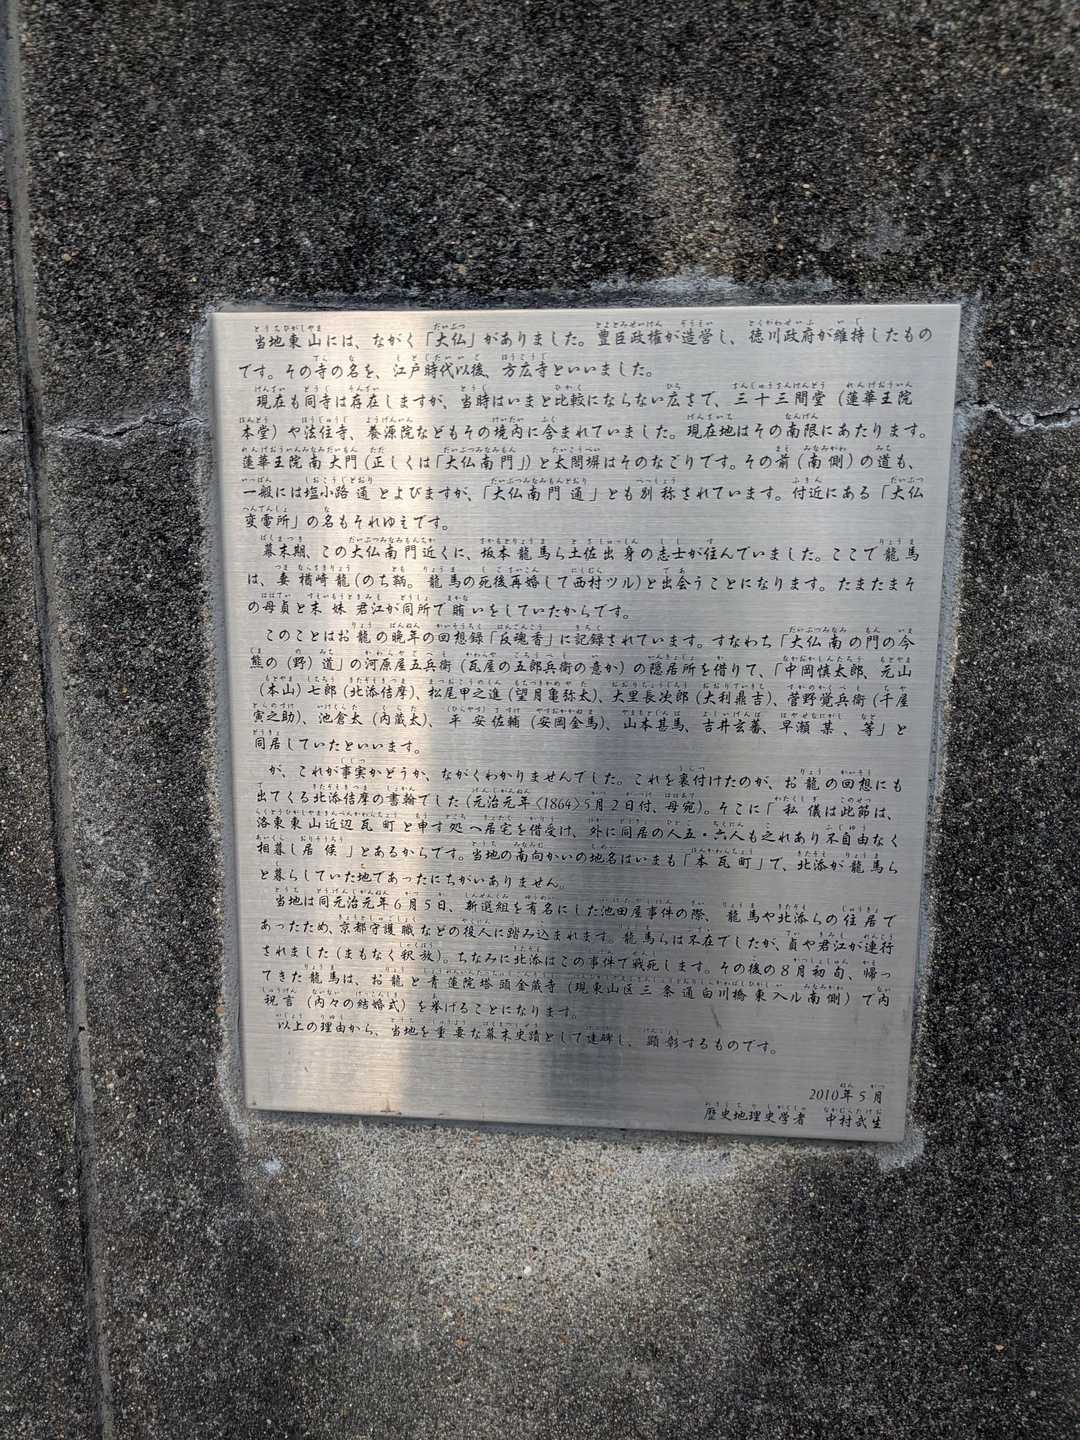 当地東山には、ながく「大仏」がありました。豊臣政権が造営し、徳川政府が維持したもの
です。その寺の名を、江戸時代以後、方広寺といいました。
現在も同寺は存在しますが、当時はいまと比較にならない広さで、三十三間堂(蓮華王院
本堂)や法住寺、養源院などもその境内に含まれていました。現在地はその南限にあたります。
蓮華王院南大門(正しくは「大仏南門」)と太閤塀はそのなごりです。その前(南側)の道も、
一般には塩小路通とよびますが、「大仏南門通」とも別称されています。付近にある「大仏
変電所」の名もそれゆえです。
幕末期、この大仏南門近くに、坂本龍馬ら土佐出身の志士が住んでいました。ここで龍馬
は、妻楢崎龍(のち鞆。龍馬の死後再婚して西村ツル)と出会うことになります。たまたまそ
の母貞と末妹君江が同所で賄いをしていたからです。
このことはお龍の晩年の回想録「反魂香」に記録されています。すなわち「大仏南の門の今
熊の(野)道」の河原屋五兵衛(瓦屋の五郎兵衛の意か)の隠居所を借りて、「中岡慎太郎、元山
(本山)七郎(北添佶摩)、松尾甲之進(望月亀弥太)、大里長次郎(大利鼎吉)、菅野覚兵衛(千屋
寅之助)、池倉太(内蔵太)、平安佐輔(安岡金馬)、山本甚馬、吉井玄蕃、早瀬某、等」と
同居していたといいます。
が、これが事実かどうか、ながくわかりませんでした。これを裏付けたのが、お龍の回想にも
出てくる北添佶摩の書翰でした(元治元年〈1864〉5月2日付、母宛)。そこに「私儀は此節は、
洛東東山近辺瓦町と申す処へ居宅を借受け、外に同居の人五・六人も之れあり不自由なく
相暮し居候」とあるからです。当地の南向かいの地名はいまも「本瓦町」で、北添が龍馬ら
と暮らしていた地であったにちがいありません。
当地は同元治元年6月5日、新選組を有名にした池田屋事件の際、龍馬や北添らの住居で
あったため、京都守護職などの役人に踏み込まれます。龍馬らは不在でしたが、貞や君江が連行
されました(まもなく釈放)。ちなみに北添はこの事件で戦死します。その後の8月初旬、帰っ
てきた龍馬は、お龍と青蓮院塔頭金蔵寺(現東山区三条通白川橋東入ル南側)で内
祝言(内々の結婚式)を挙げることになります。
以上の理由から、当地を重要な幕末史蹟として建碑し、顕彰するものです。
2010年5月
歴史地理史学者 中村武生